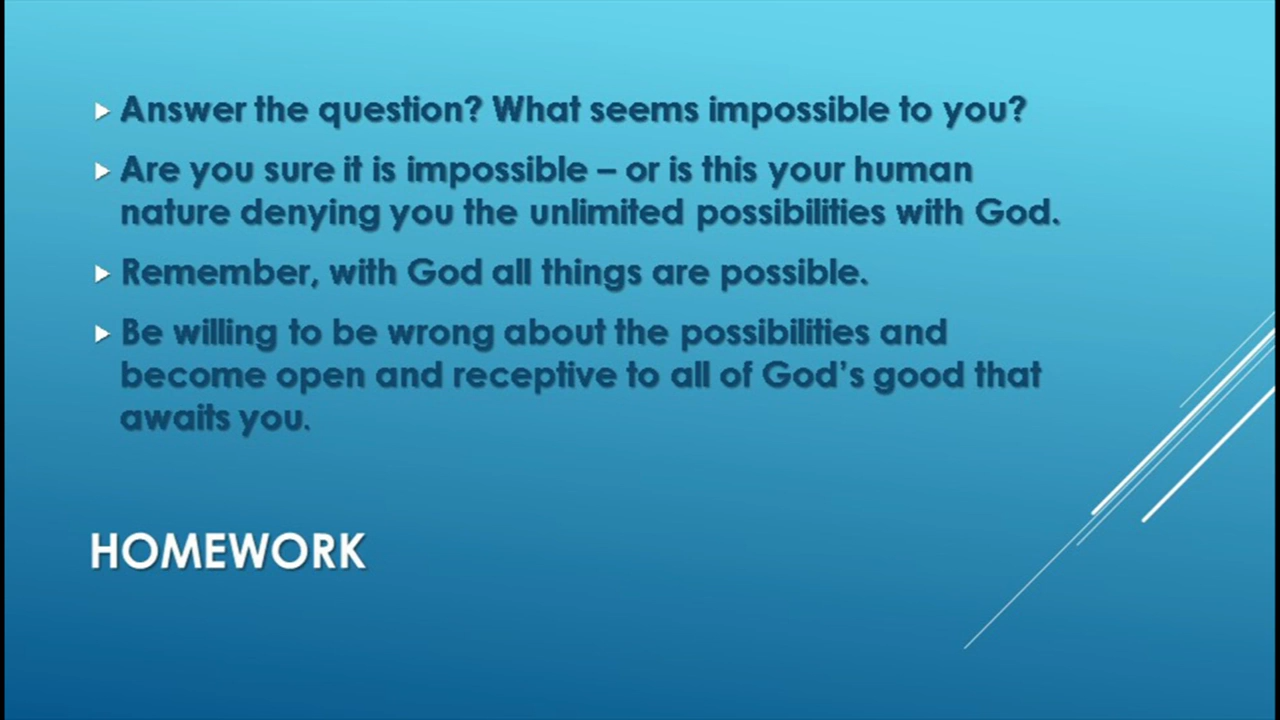 Answer the question? What seems impossible to you?
Are you sure it is impossible – or is this your human
nature denying you the unlimited possibilities with God.
Remember, with God all things are possible.
Be willing to be wrong about the possibilities and
become open and receptive to all of God's good that
awaits you.
HOMEWORK